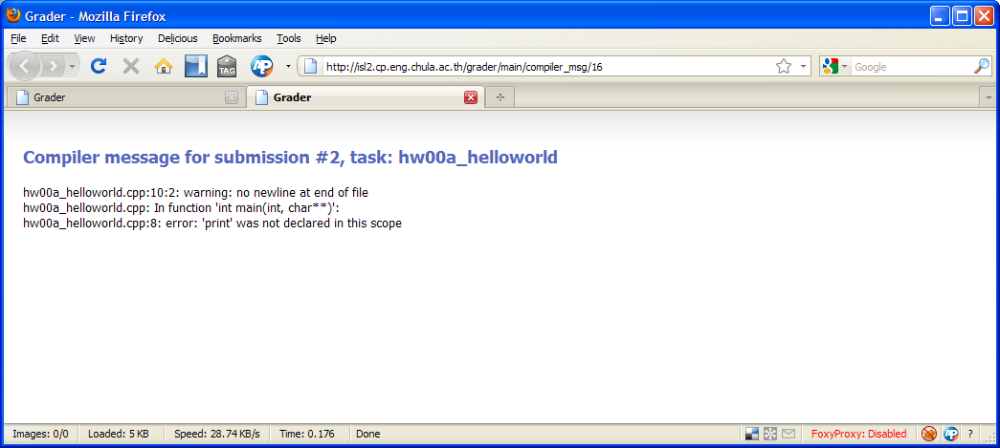 Grader - Mozilla Firefox
File Edit View History Delicious Bookmarks Tools Help
TAG http://isl2.cp.eng.chula.ac.th/grader/main/compiler_msg/16 Google
Grader Grader
Compiler message for submission #2, task: hw00a_helloworld
hw00a_helloworld.cpp:10:2: warning: no newline at end of file
hw00a_helloworld.cpp: In function 'int main(int, char**)':
hw00a_helloworld.cpp:8: error: 'print' was not declared in this scope
Images: 0/0 Loaded: 5 KB Speed: 28.74 KB/s Time: 0.176 Done FoxyProxy: Disabled ?